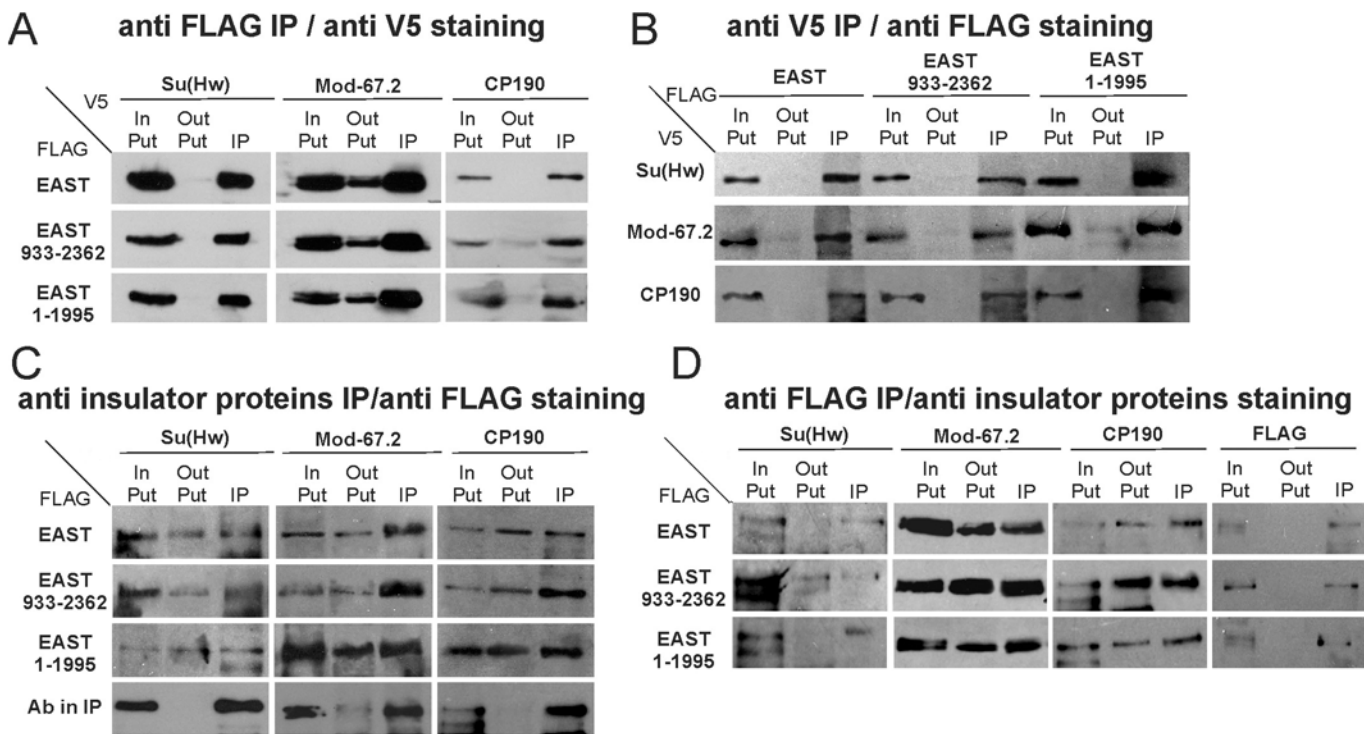 A
anti FLAG IP / anti V5 staining
V5
Su(Hw) Mod-67.2 CP190
In Out In Out In Out
Put Put IP Put Put IP Put Put IP
FLAG
EAST
EAST
933-2362
EAST
1-1995
B
anti V5 IP / anti FLAG staining
EAST EAST EAST
933-2362 1-1995
FLAG
In Out In Out In Out
Put Put IP Put Put IP Put Put IP
V5
Su(Hw)
Mod-67.2
CP190
C
anti insulator proteins IP/anti FLAG staining
Su(Hw) Mod-67.2 CP190
In Out In Out In Out
Put Put IP Put Put IP Put Put IP
FLAG
EAST
EAST
933-2362
EAST
1-1995
Ab in IP
D
anti FLAG IP/anti insulator proteins staining
Su(Hw) Mod-67.2 CP190 FLAG
In Out In Out In Out In Out
Put Put IP Put Put IP Put Put IP Put Put IP
FLAG
EAST
EAST
933-2362
EAST
1-1995